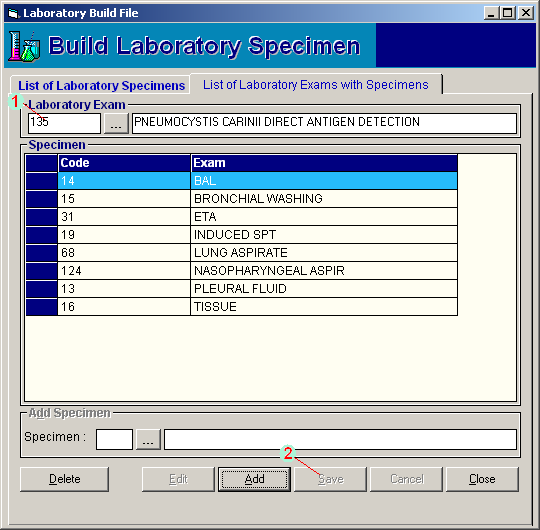 Laboratory Build File
Build Laboratory Specimen
List of Laboratory Specimens List of Laboratory Exams with Specimens
1 Laboratory Exam
135 ... PNEUMOCYSTIS CARINII DIRECT ANTIGEN DETECTION
Specimen
Code Exam
14 BAL
15 BRONCHIAL WASHING
31 ETA
19 INDUCED SPT
68 LUNG ASPIRATE
124 NASOPHARYNGEAL ASPIR
13 PLEURAL FLUID
16 TISSUE
Add Specimen
Specimen : ...
2
Delete Edit Add Save Cancel Close